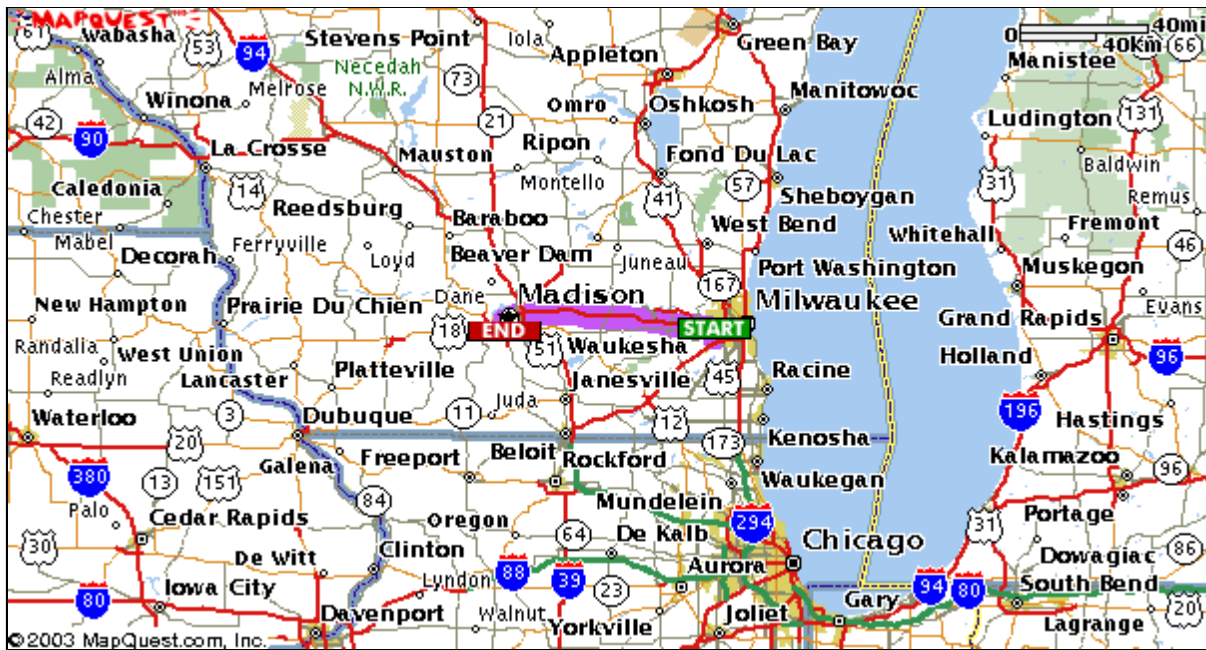 MAPQUEST
61
Wabasha
53
94
Stevens Point
Iola
Appleton
Green Bay
0
40mi
40km
66
Alma
Melrose
Necedah
N.W.R.
73
Manistee
Winona
Omro
Oshkosh
Manitowoc
131
42
90
21
Ripon
Ludington
La Crosse
Mauston
Fond Du Lac
Baldwin
Caledonia
14
Montello
57
Sheboygan
31
Remus
Chester
Reedsburg
Baraboo
41
West Bend
Whitehall
Fremont
Mabel
Ferryville
Loyd
Beaver Dam
Juneau
46
Decorah
Port Washington
Muskegon
New Hampton
Prairie Du Chien
Dane
Madison
167
Milwaukee
Evans
18
END
START
Grand Rapids
Randalia
West Union
51
Waukesha
Holland
96
Readlyn
Lancaster
Platteville
Janesville
45
Racine
Waterloo
3
Dubuque
11
Juda
12
196
Hastings
20
173
Kenosha
Galena
Freeport
Beloit
Rockford
Kalamazoo
380
13
151
Waukegan
96
Palo
84
Mundelein
Cedar Rapids
Oregon
294
31
Portage
30
De Witt
Clinton
64
De Kalb
Chicago
Dowagiac
86
Iowa City
Lyndon
88
39
Aurora
94
80
South Bend
80
23
Gary
20
Davenport
Walnut
Yorkville
Joliet
Lagrange
©2003 MapQuest.com, Inc.